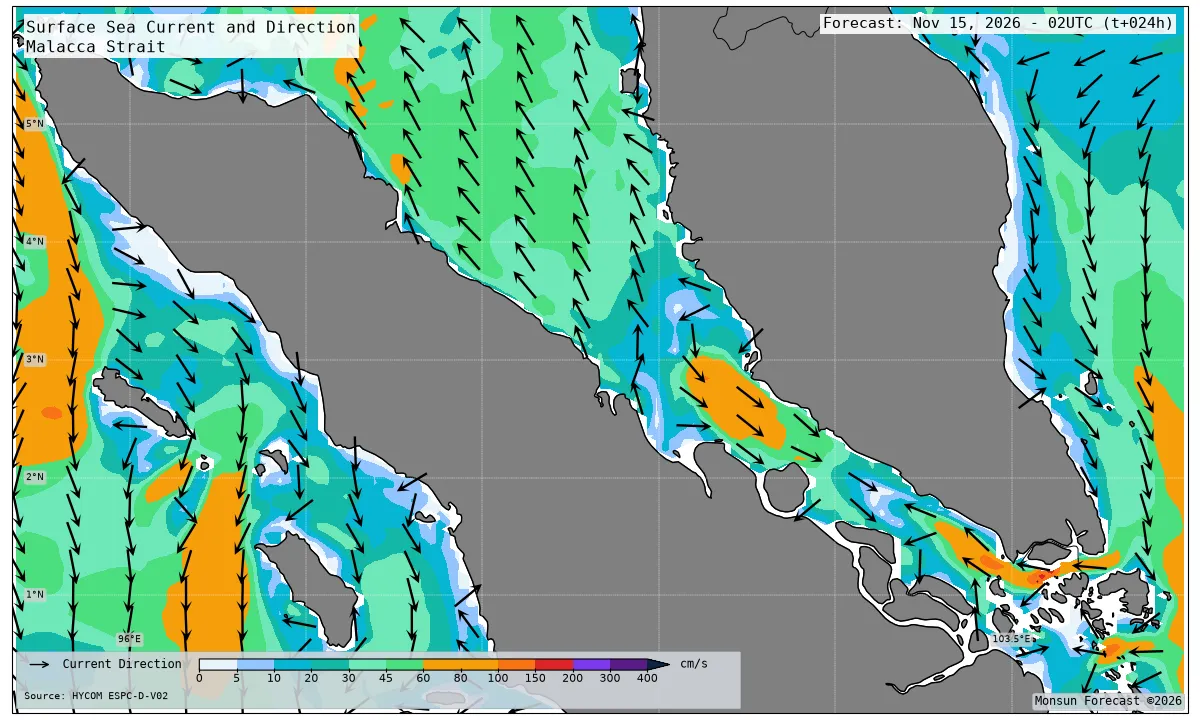 Surface Sea Current and Direction
Malacca Strait
Forecast: Nov 15, 2026 - 02UTC (t+024h)
5°N
4°N
3°N
2°N
1°N
96°E
103.5°E
Current Direction
0 5 10 20 30 45 60 80 100 150 200 300 400
cm/s
Source: HYCOM ESPC-D-V02
Monsun Forecast ©2026